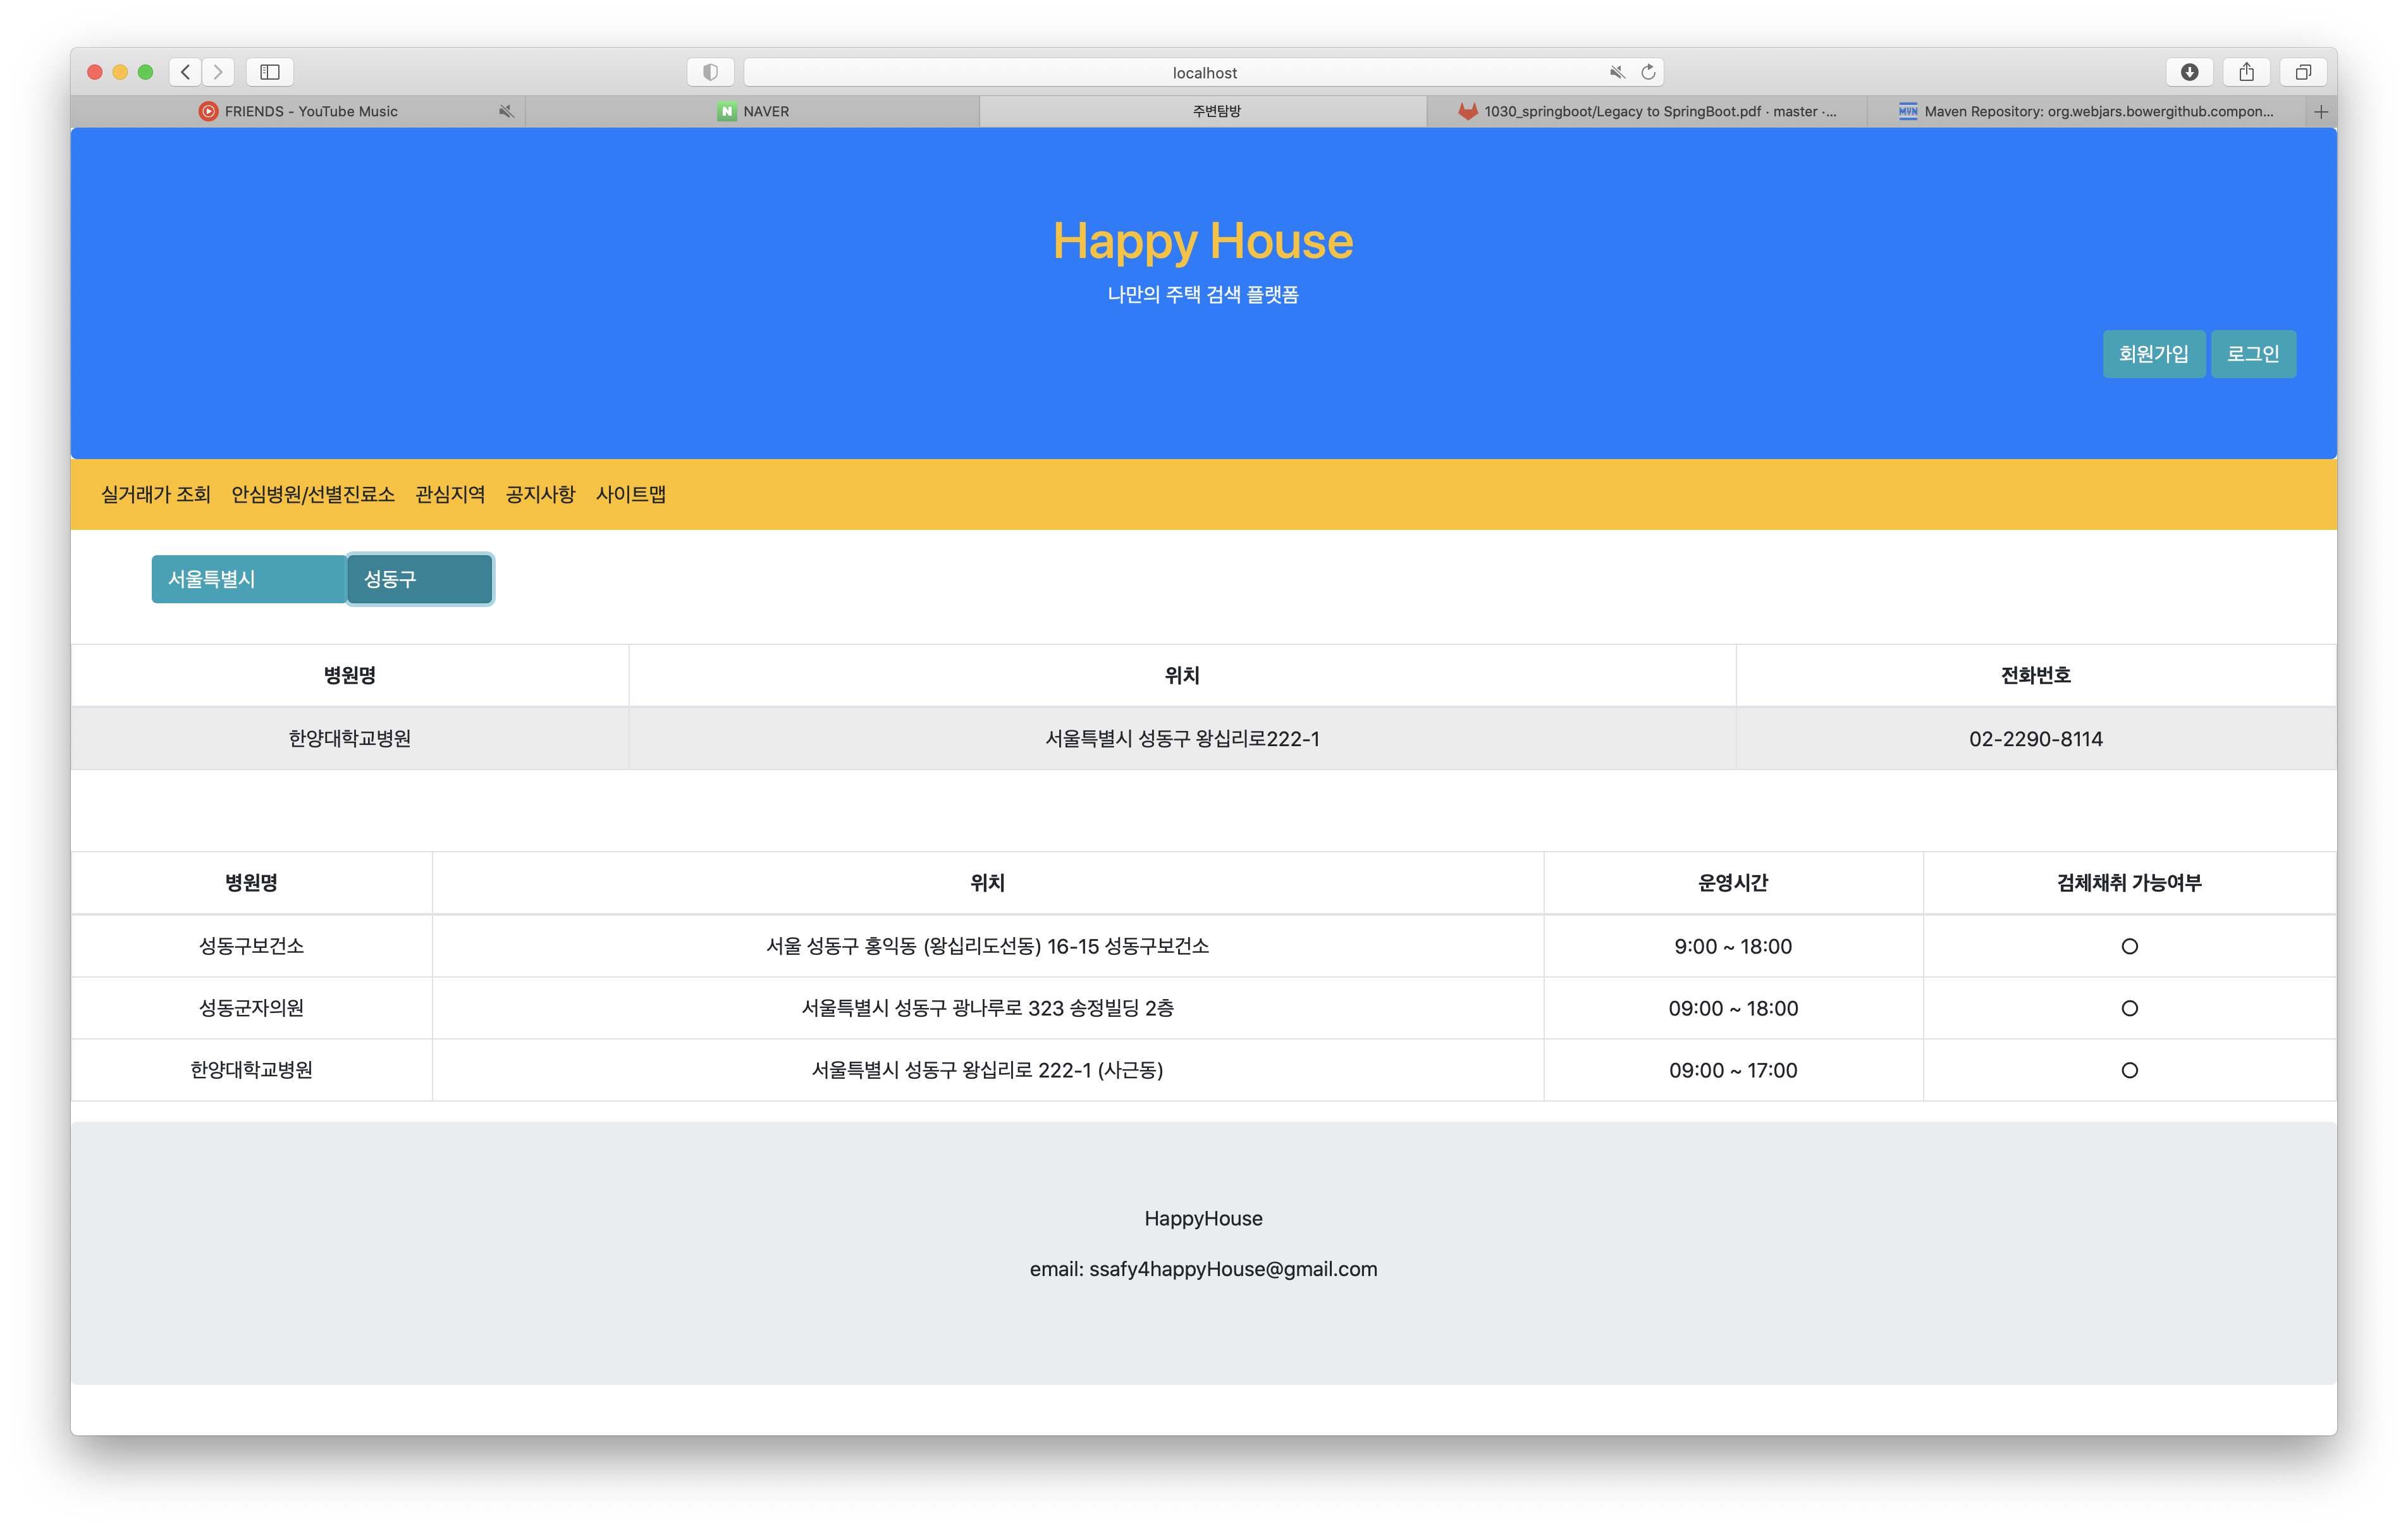 localhost
FRIENDS - YouTube Music
NAVER
주변탐방
1030_springboot/Legacy to SpringBoot.pdf · master ·...
Maven Repository: org.webjars.bowergithub.compon...
Happy House
나만의 주택 검색 플랫폼
회원가입 로그인
실거래가 조회 안심병원/선별진료소 관심지역 공지사항 사이트맵
서울특별시 성동구
병원명 위치 전화번호
한양대학교병원 서울특별시 성동구 왕십리로222-1 02-2290-8114
병원명 위치 운영시간 검체채취 가능여부
성동구보건소 서울 성동구 홍익동 (왕십리도선동) 16-15 성동구보건소 9:00 ~ 18:00 O
성동군자의원 서울특별시 성동구 광나루로 323 송정빌딩 2층 09:00 ~ 18:00 O
한양대학교병원 서울특별시 성동구 왕십리로 222-1 (사근동) 09:00 ~ 17:00 O
HappyHouse
email: ssafy4happyHouse@gmail.com